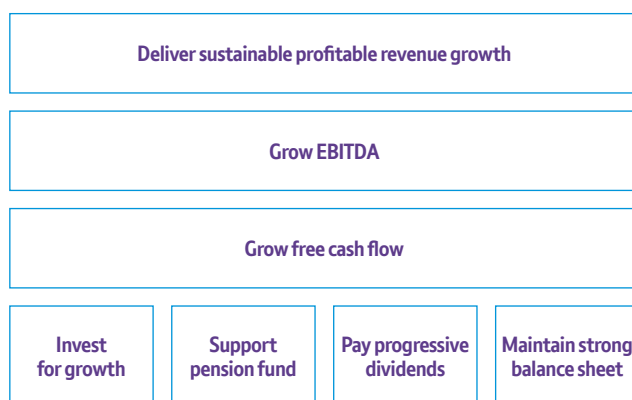 Deliver sustainable profitable revenue growth
Grow EBITDA
Grow free cash flow
Invest
for growth
Support
pension fund
Pay progressive
dividends
Maintain strong
balance sheet